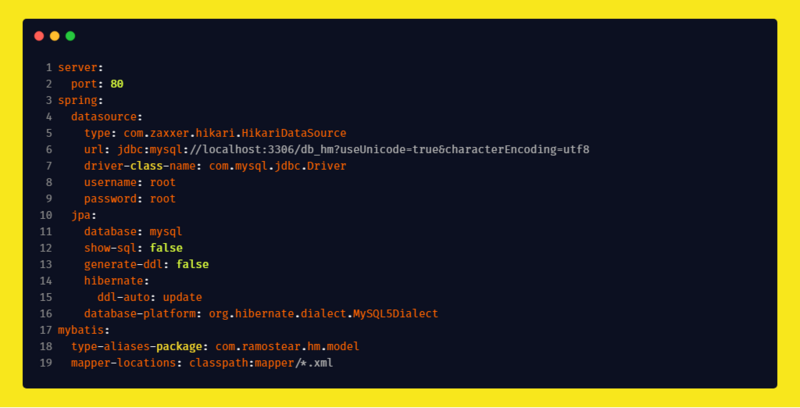 1 server:
2   port: 80
3 spring:
4   datasource:
5     type: com.zaxxer.hikari.HikariDataSource
6     url: jdbc:mysql://localhost:3306/db_hm?useUnicode=true&characterEncoding=utf8
7     driver-class-name: com.mysql.jdbc.Driver
8     username: root
9     password: root
10   jpa:
11     database: mysql
12     show-sql: false
13     generate-ddl: false
14     hibernate:
15       ddl-auto: update
16     database-platform: org.hibernate.dialect.MySQL5Dialect
17 mybatis:
18   type-aliases-package: com.ramostear.hm.model
19   mapper-locations: classpath:mapper/*.xml